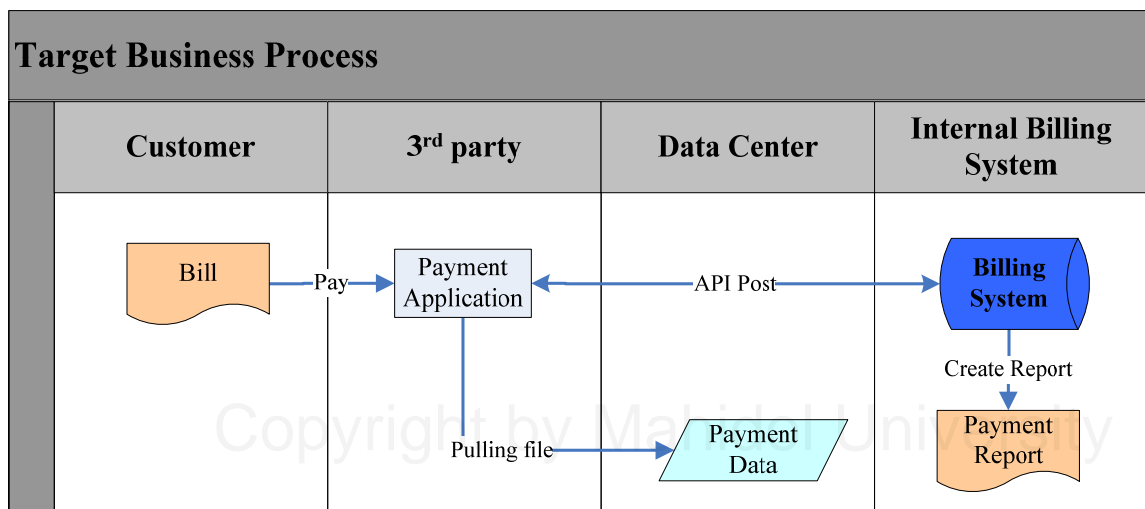 Target Business Process
Customer
3rd party
Data Center
Internal Billing
System
Bill
Pay
Payment
Application
API Post
Billing
System
Create Report
Pulling file
Payment
Data
Payment
Report
Copyright by Mahidol University